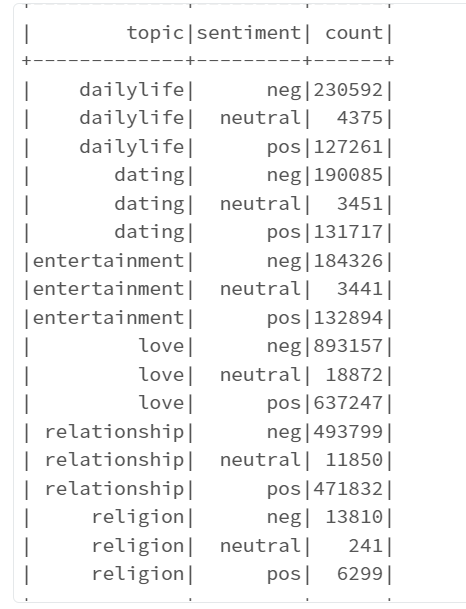 |        topic|sentiment| count|
+-------------+---------+------+
|    dailylife|      neg|230592|
|    dailylife|  neutral|  4375|
|    dailylife|      pos|127261|
|       dating|      neg|190085|
|       dating|  neutral|  3451|
|       dating|      pos|131717|
|entertainment|      neg|184326|
|entertainment|  neutral|  3441|
|entertainment|      pos|132894|
|         love|      neg|893157|
|         love|  neutral| 18872|
|         love|      pos|637247|
| relationship|      neg|493799|
| relationship|  neutral| 11850|
| relationship|      pos|471832|
|     religion|      neg| 13810|
|     religion|  neutral|   241|
|     religion|      pos|  6299|